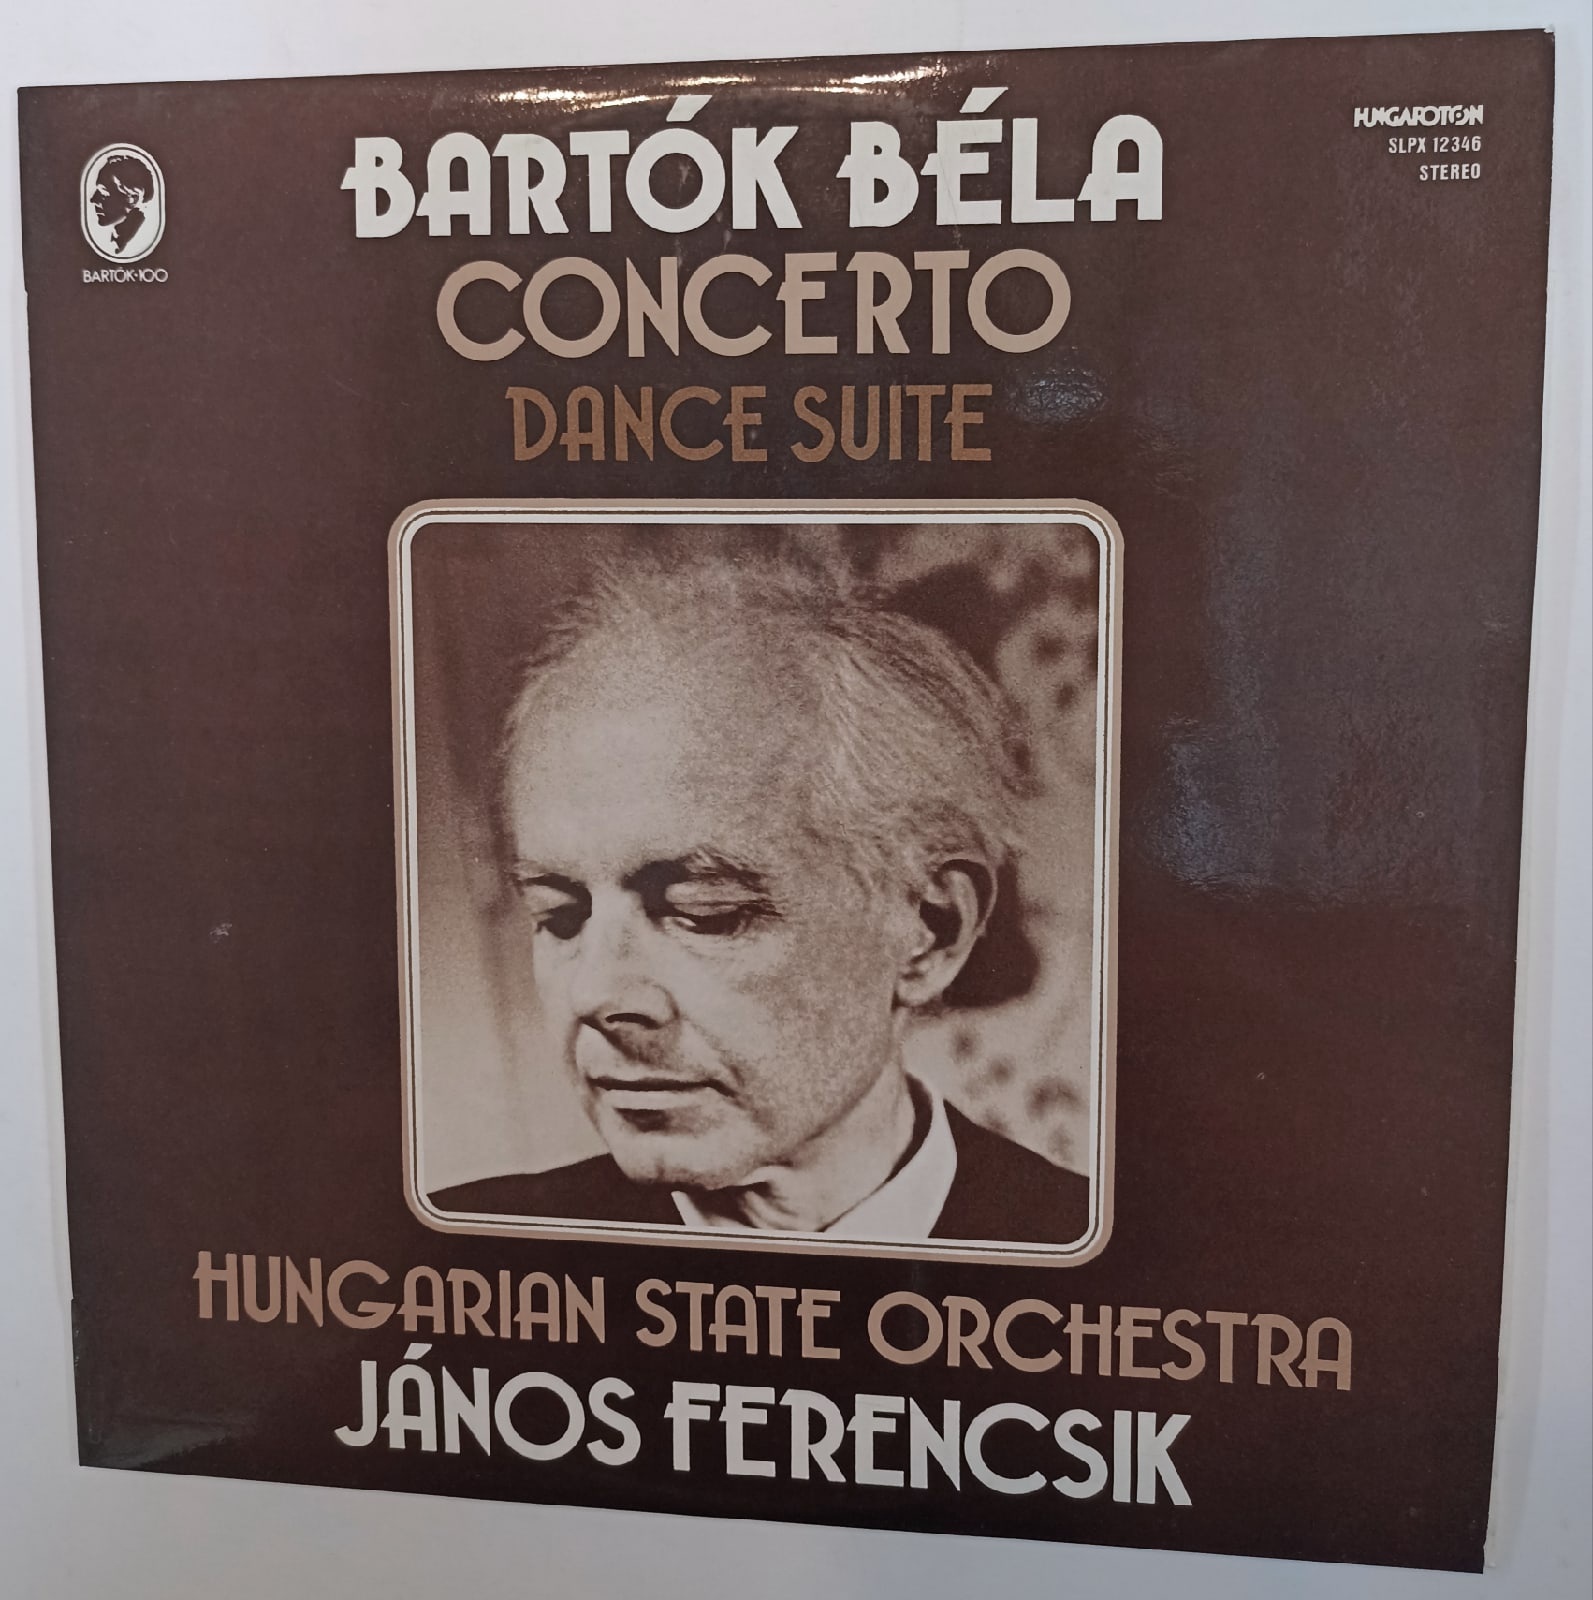 BARTÓK BÉLA
CONCERTO
DANCE SUITE
BARTÓK·100
HUNGAROTON
SLPX 12346
STEREO
HUNGARIAN STATE ORCHESTRA
JÁNOS FERENCSIK